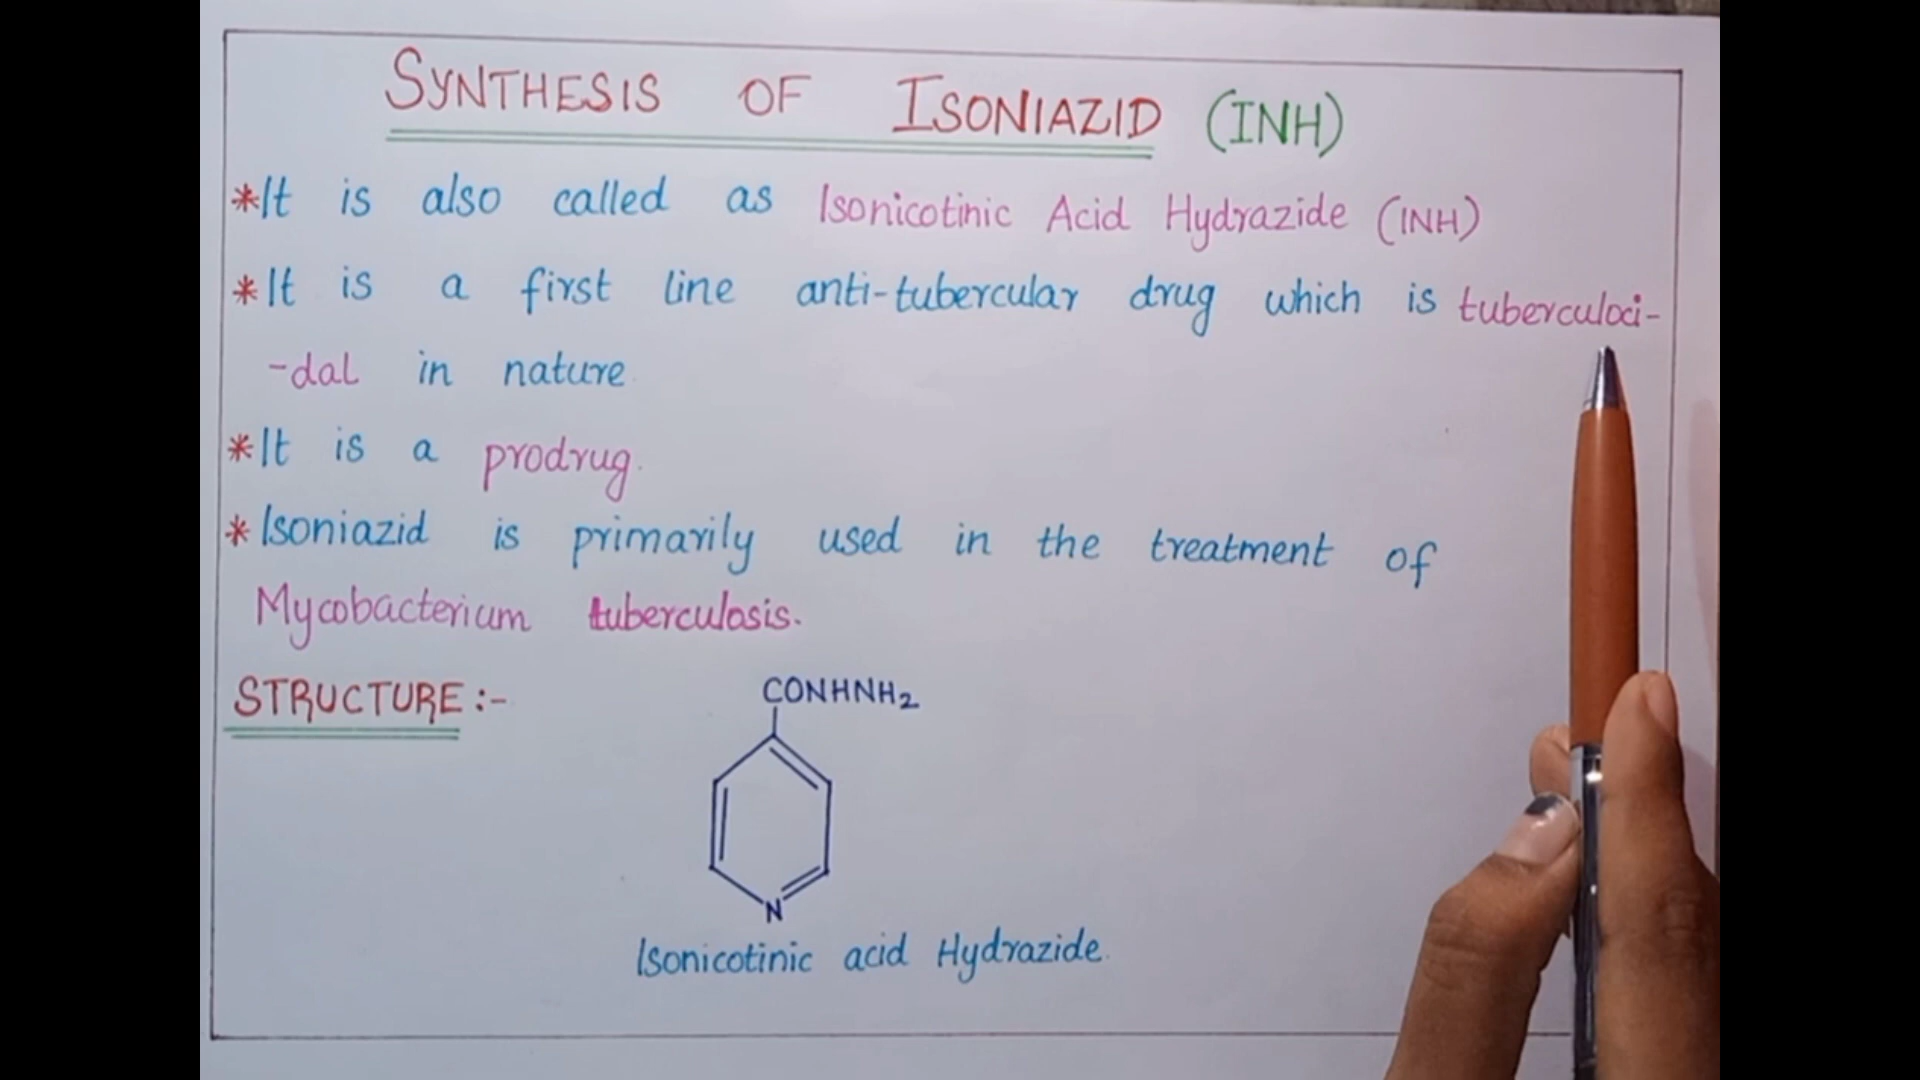 SYNTHESIS OF ISONIAZID (INH)
*It is also called as Isonicotinic Acid Hydrazide (INH)
*It is a first line anti-tubercular drug which is tuberculoci-
-dal in nature
*It is a prodrug.
*Isoniazid is primarily used in the treatment of
Mycobacterium tuberculosis.
STRUCTURE :-
CONHNH₂
N
Isonicotinic acid Hydrazide.